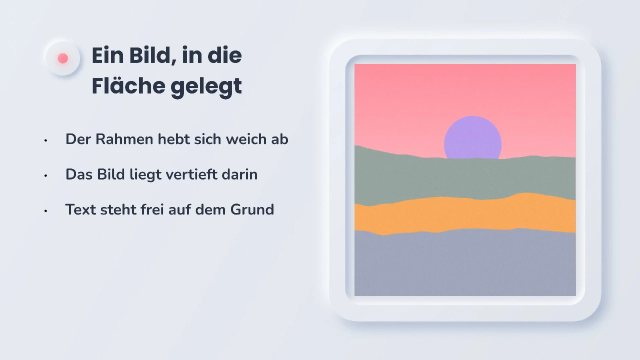 Ein Bild, in die
Fläche gelegt
· Der Rahmen hebt sich weich ab
· Das Bild liegt vertieft darin
· Text steht frei auf dem Grund